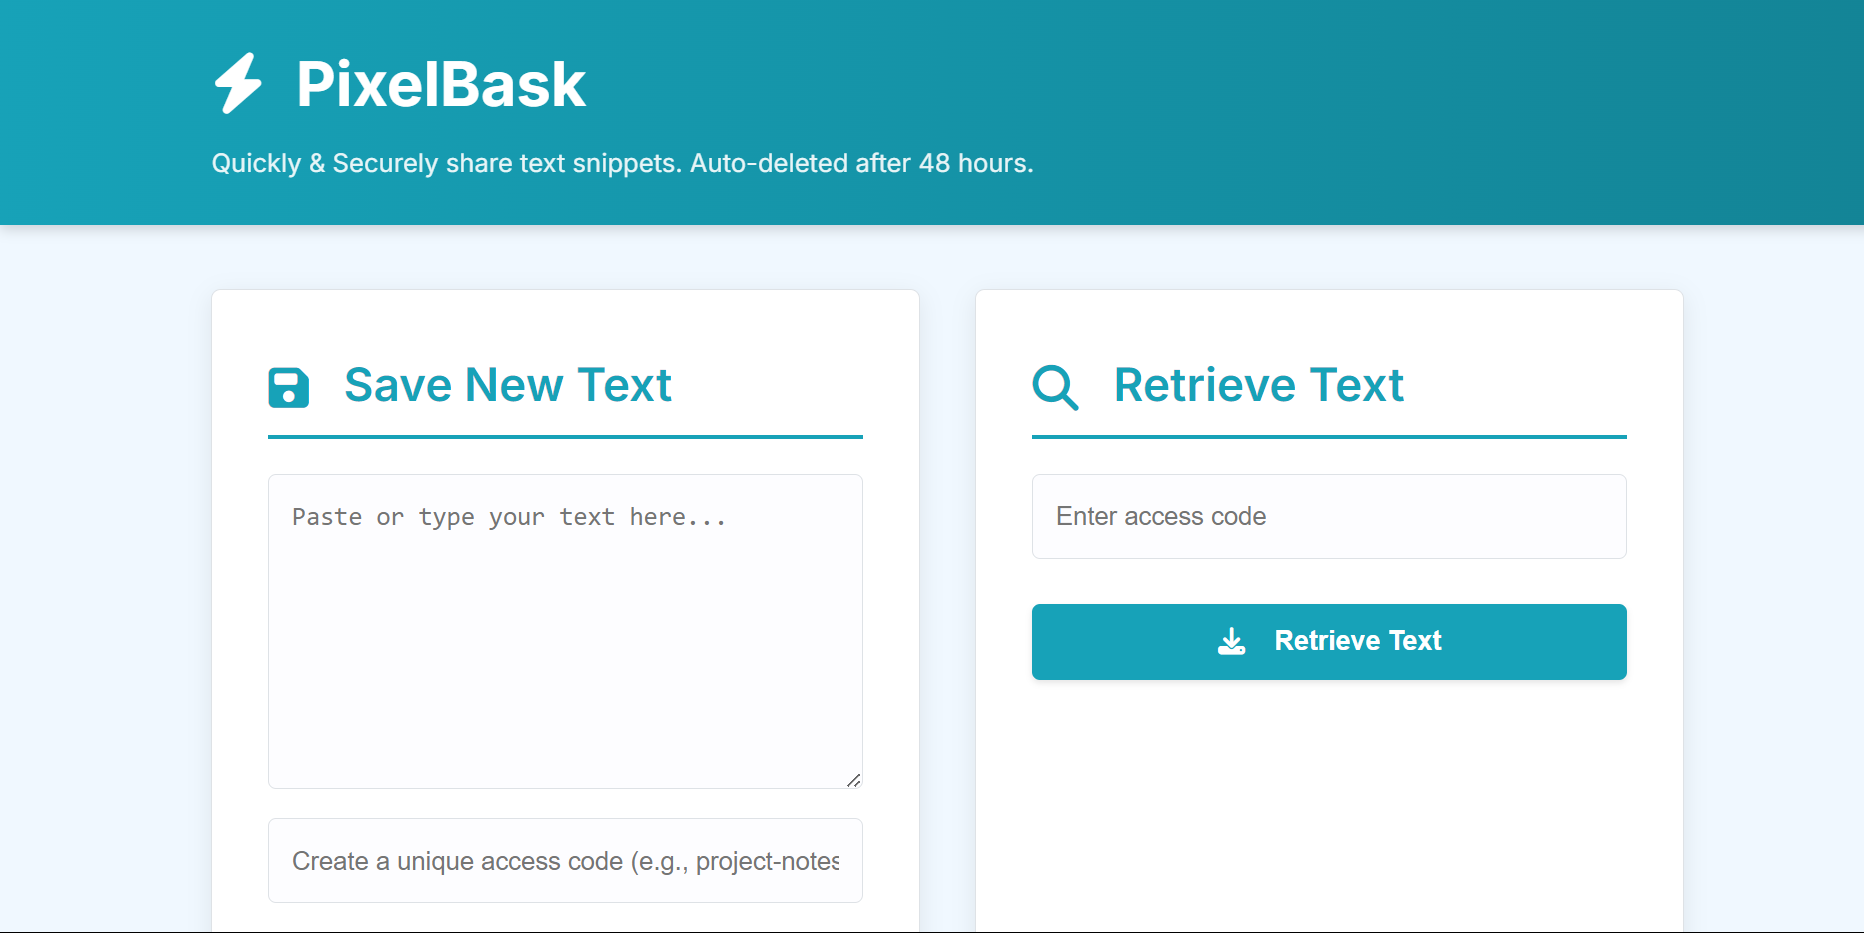 PixelBask
Quickly & Securely share text snippets. Auto-deleted after 48 hours.
Save New Text
Paste or type your text here...
Create a unique access code (e.g., project-notes
Retrieve Text
Enter access code
Retrieve Text